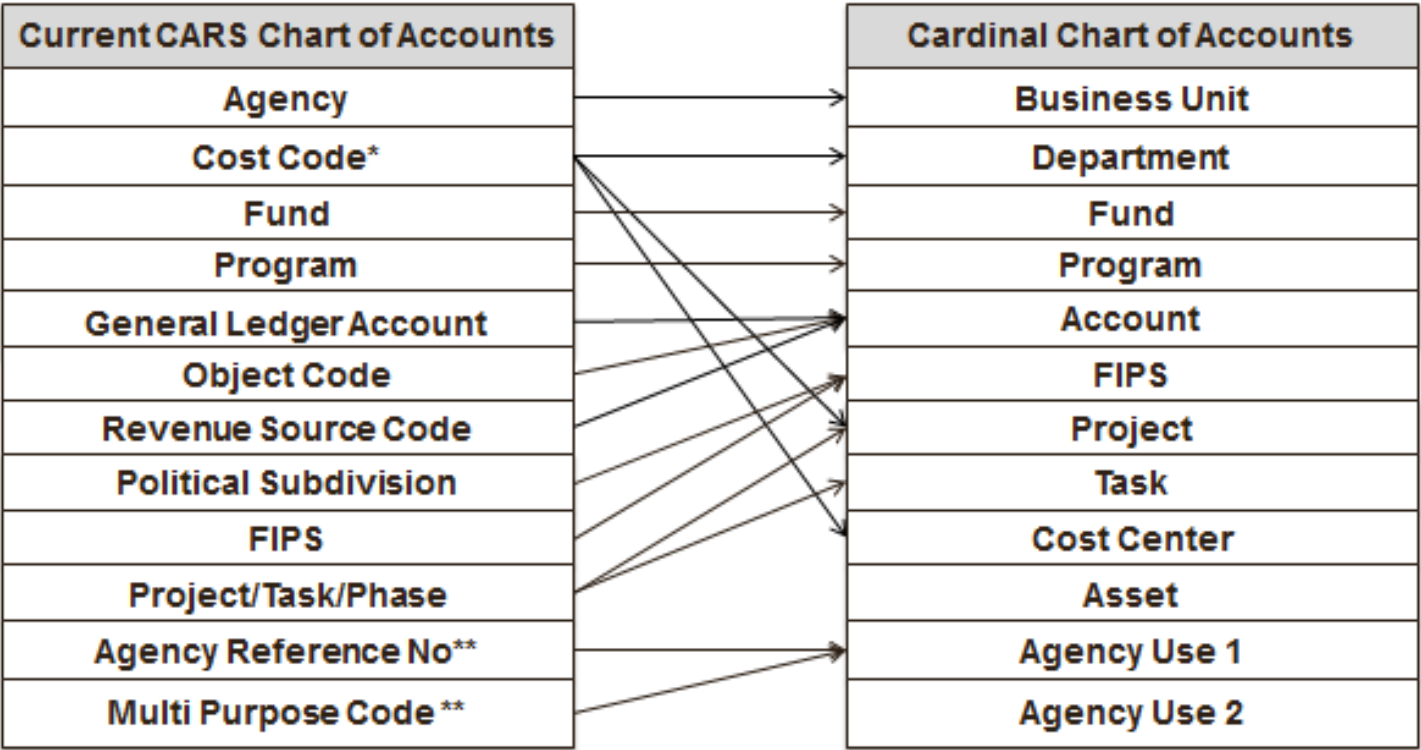 Current CARS Chart of Accounts
Agency
Cost Code*
Fund
Program
General Ledger Account
Object Code
Revenue Source Code
Political Subdivision
FIPS
Project/Task/Phase
Agency Reference No**
Multi Purpose Code **
Cardinal Chart of Accounts
Business Unit
Department
Fund
Program
Account
FIPS
Project
Task
Cost Center
Asset
Agency Use 1
Agency Use 2